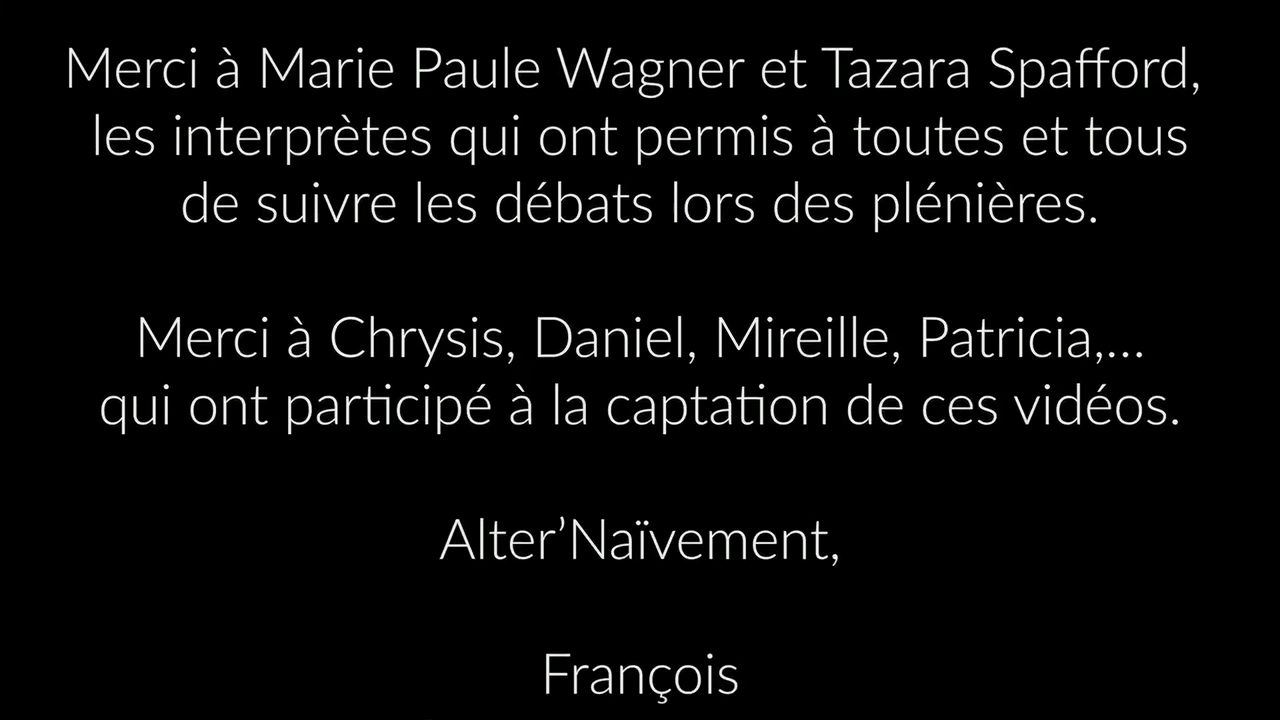 Merci à Marie Paule Wagner et Tazara Spafford,
les interprètes qui ont permis à toutes et tous
de suivre les débats lors des plénières.
Merci à Chrysis, Daniel, Mireille, Patricia,...
qui ont participé à la captation de ces vidéos.
Alter’Naïvement,
François